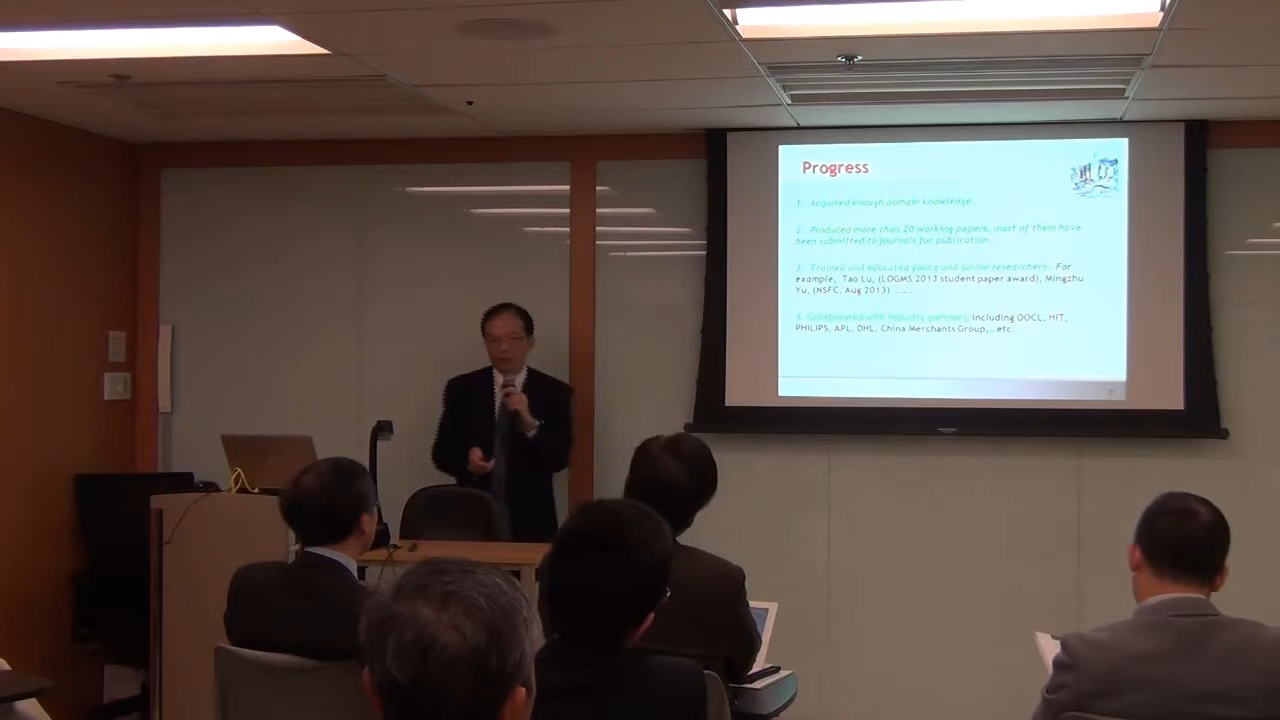 Progress
1. Acquired enough domain knowledge.
2. Produced more than 20 working papers, most of them have
been submitted to journals for publication.
3. Trained and educated young and junior researchers. For
example, Tao Lu, (LOGMS 2013 student paper award), Mingzhu
Yu, (NSFC, Aug 2013) ......
4. Collaborated with industry partners, including OOCL, HIT,
PHILIPS, APL, DHL, China Merchants Group,...etc.